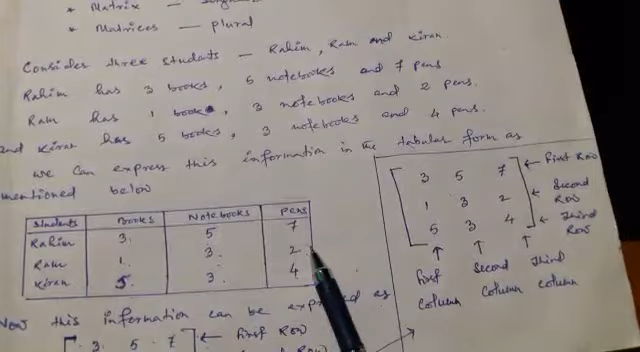 * Matrix —
* Matrices — plural
Consider three students — Rahim, Ram and Kiran.
Rahim has 3 books, 5 notebooks and 7 pens
Ram has 1 book, 3 notebooks and 2 pens
and Kiran has 5 books, 3 notebooks and 4 pens.
we can express this information in the tabular form as
mentioned below
Students Books Notebooks Pens
Rahim 3. 5 7
Ram 1. 3. 2
Kiran 5. 3. 4
Now this information can be expressed as
3. 5 7 ← First Row
Row
3 5 7 ← First Row
1 3 2 ← Second Row
5 3 4 ← Third Row
↑ ↑ ↑
First Second Third
column column column